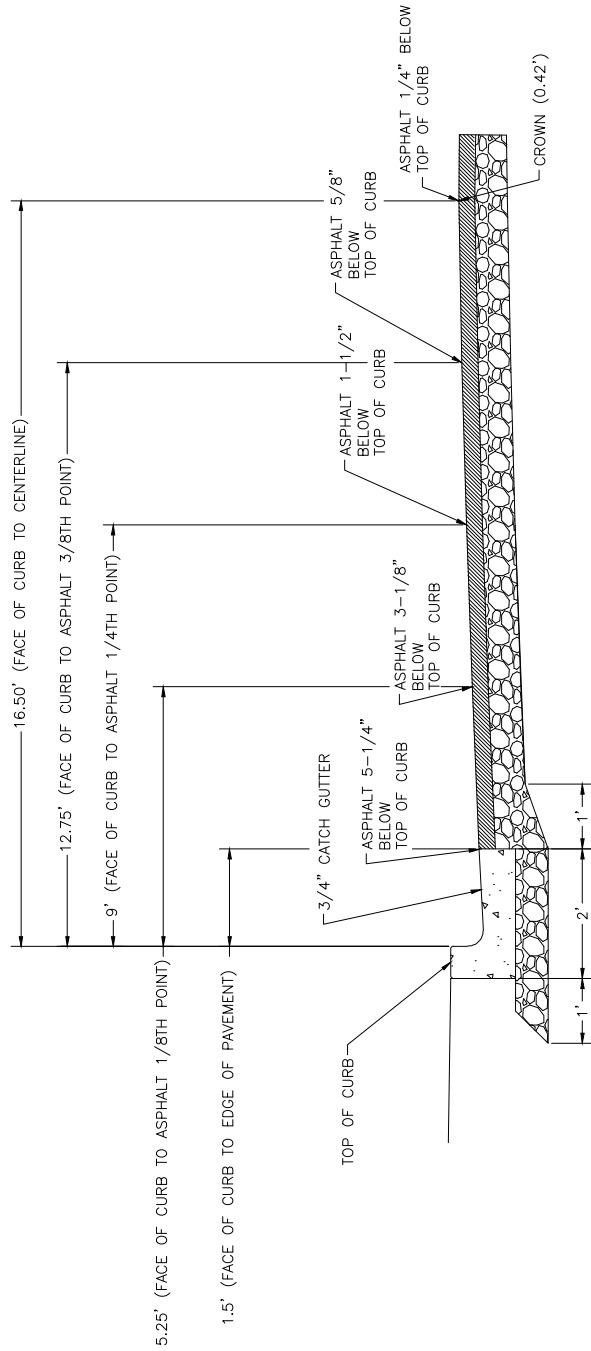 16.50' (FACE OF CURB TO CENTERLINE)
12.75' (FACE OF CURB TO ASPHALT 3/8TH POINT)
9' (FACE OF CURB TO ASPHALT 1/4TH POINT)
5.25' (FACE OF CURB TO ASPHALT 1/8TH POINT)
1.5' (FACE OF CURB TO EDGE OF PAVEMENT)
TOP OF CURB
3/4" CATCH GUTTER
ASPHALT 5-1/4"
BELOW
TOP OF CURB
ASPHALT 3-1/8"
BELOW
TOP OF CURB
ASPHALT 1-1/2"
BELOW
TOP OF CURB
ASPHALT 5/8"
BELOW
TOP OF CURB
ASPHALT 1/4" BELOW
TOP OF CURB
CROWN (0.42')
1'
2'
1'